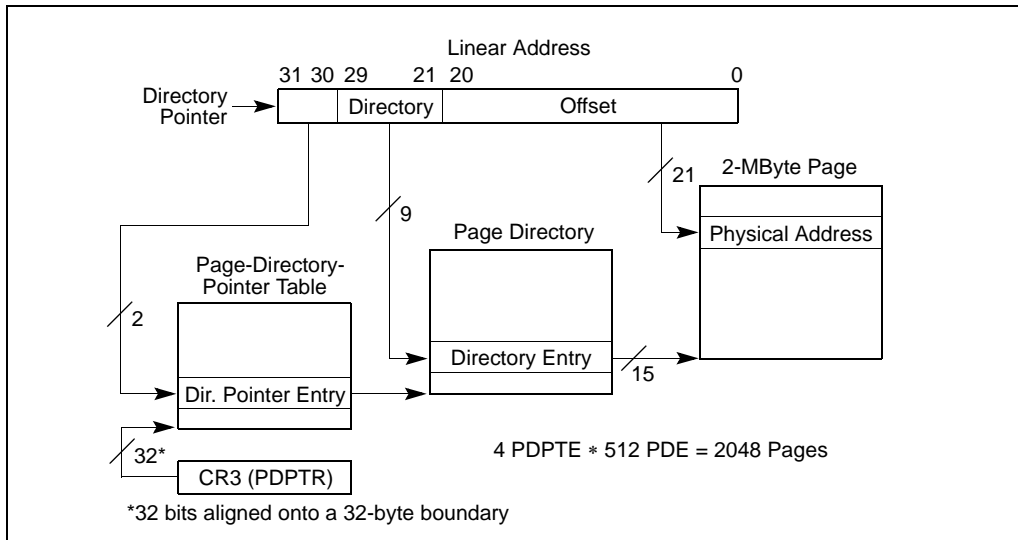 Linear Address
31 30 29 21 20 0
Directory
Pointer
Directory
Offset
2-MByte Page
21
9
Page Directory
Physical Address
Page-Directory-
Pointer Table
2
Directory Entry
15
Dir. Pointer Entry
32*
4 PDPTE ∗ 512 PDE = 2048 Pages
CR3 (PDPTR)
*32 bits aligned onto a 32-byte boundary